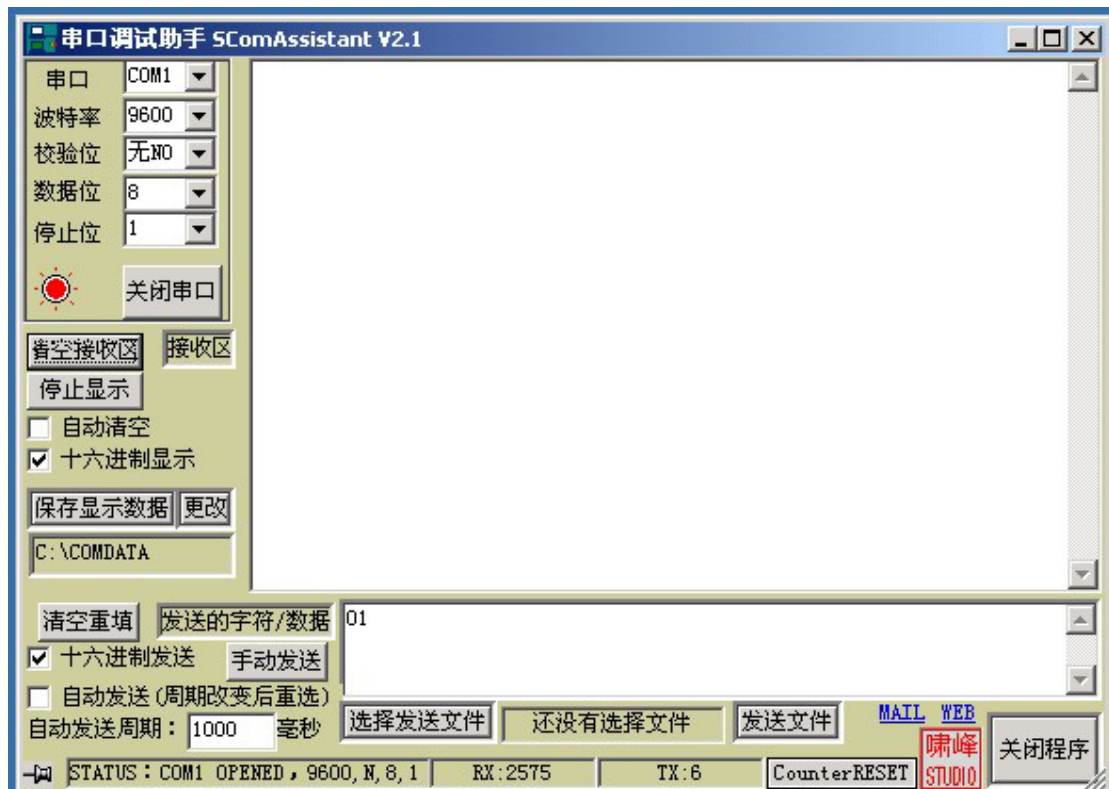 串口调试助手 SComAssistant V2.1
串口 COM1
波特率 9600
校验位 无NO
数据位 8
停止位 1
关闭串口
清空接收区 接收区
停止显示
自动清空
十六进制显示
保存显示数据 更改
C:\COMDATA
清空重填 发送的字符/数据 01
十六进制发送 手动发送
自动发送(周期改变后重选)
自动发送周期: 1000 毫秒 选择发送文件 还没有选择文件 发送文件 MAIL WEB
啸峰 STUDIO 关闭程序
STATUS:COM1 OPENED,9600,N,8,1 RX:2575 TX:6 CounterRESET